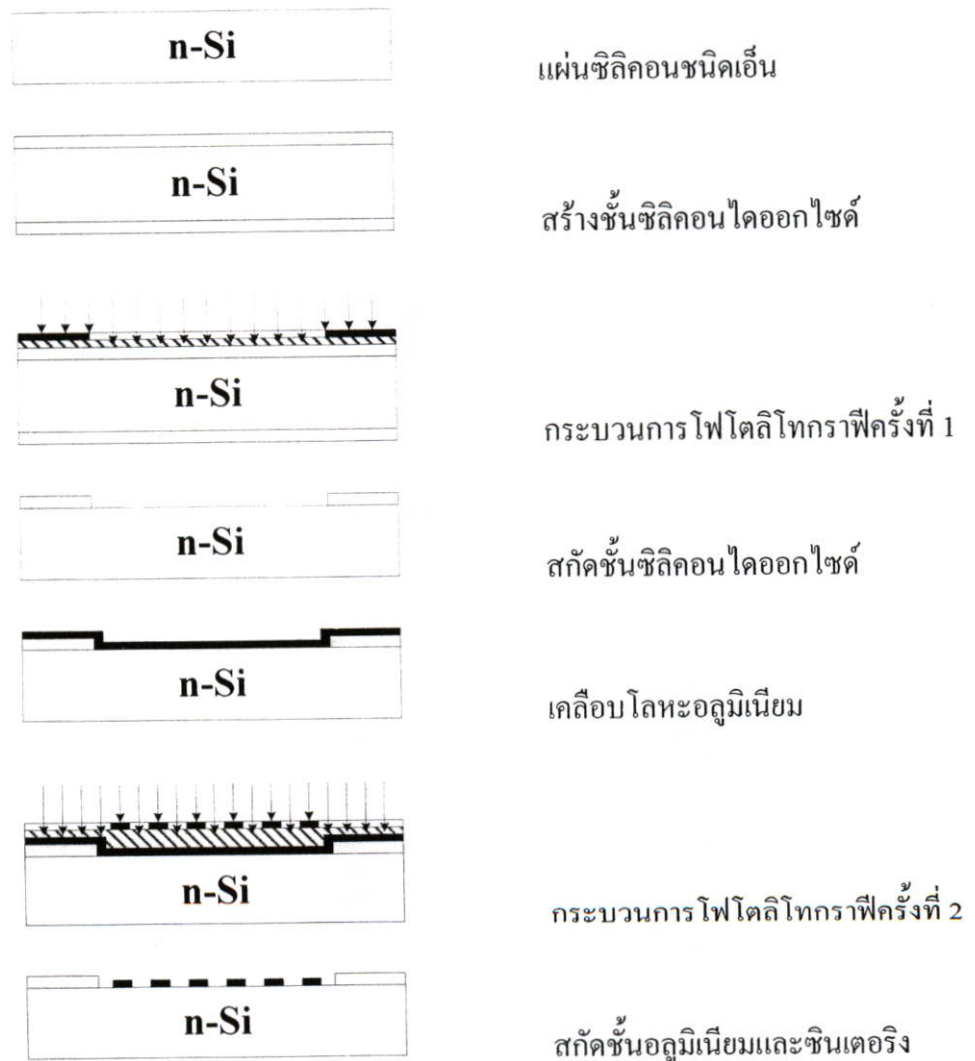 n-Si
แผ่นซิลิคอนชนิดเอ็น
n-Si
สร้างชั้นซิลิคอนไดออกไซด์
n-Si
กระบวนการโฟโตลิโทกราฟีครั้งที่ 1
n-Si
สกัดชั้นซิลิคอนไดออกไซด์
n-Si
เคลือบโลหะอลูมิเนียม
n-Si
กระบวนการโฟโตลิโทกราฟีครั้งที่ 2
n-Si
สกัดชั้นอลูมิเนียมและซินเตอริง